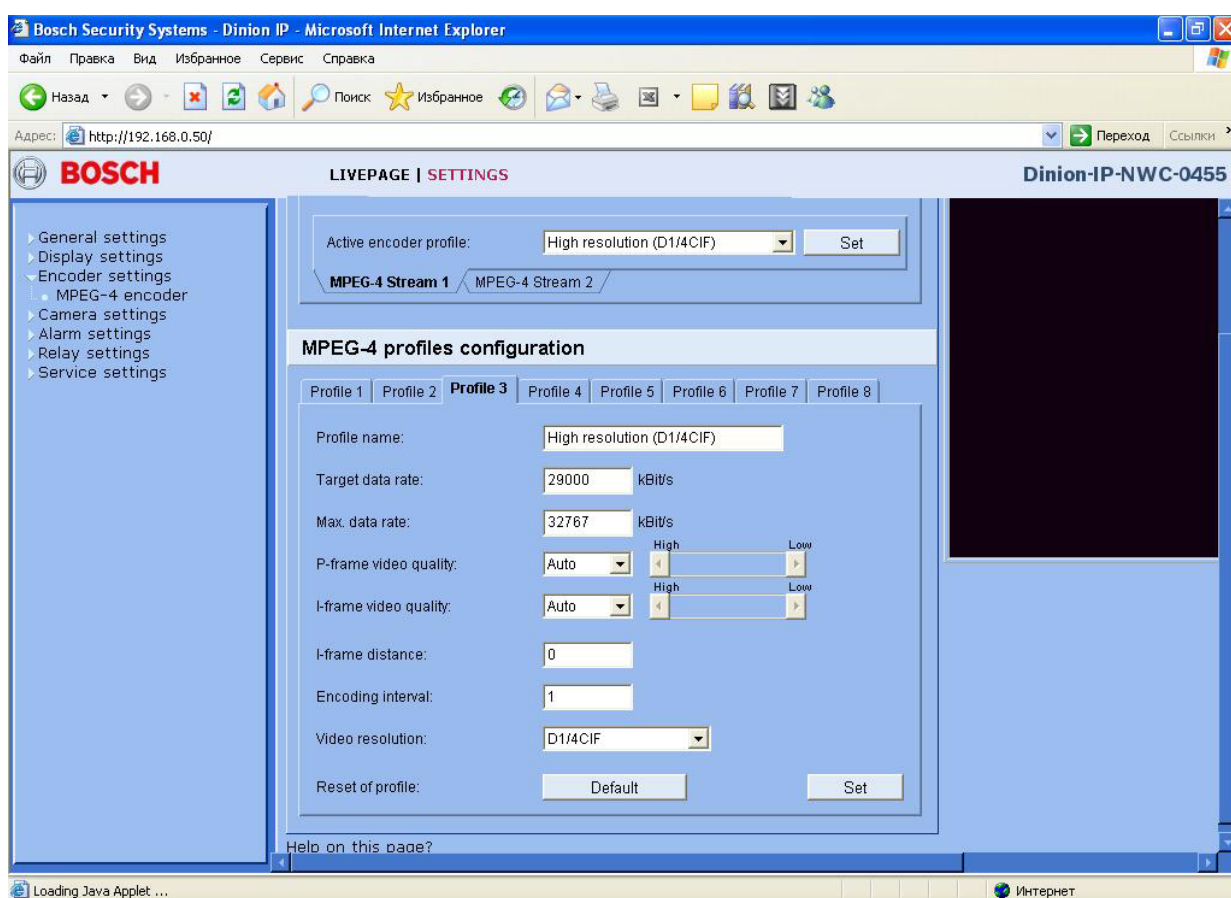 Bosch Security Systems - Dinion IP - Microsoft Internet Explorer
Файл Правка Вид Избранное Сервис Справка
Назад Поиск Избранное
Адрес: http://192.168.0.50/ Переход Ссылки »
BOSCH LIVEPAGE | SETTINGS Dinion-IP-NWC-0455
General settings
Display settings
Encoder settings
MPEG-4 encoder
Camera settings
Alarm settings
Relay settings
Service settings
Active encoder profile: High resolution (D1/4CIF) Set
MPEG-4 Stream 1 MPEG-4 Stream 2
MPEG-4 profiles configuration
Profile 1 Profile 2 Profile 3 Profile 4 Profile 5 Profile 6 Profile 7 Profile 8
Profile name: High resolution (D1/4CIF)
Target data rate: 29000 kBit/s
Max. data rate: 32767 kBit/s
High Low
P-frame video quality: Auto
High Low
I-frame video quality: Auto
I-frame distance: 0
Encoding interval: 1
Video resolution: D1/4CIF
Reset of profile: Default Set
Help on this page?
Loading Java Applet ... Интернет